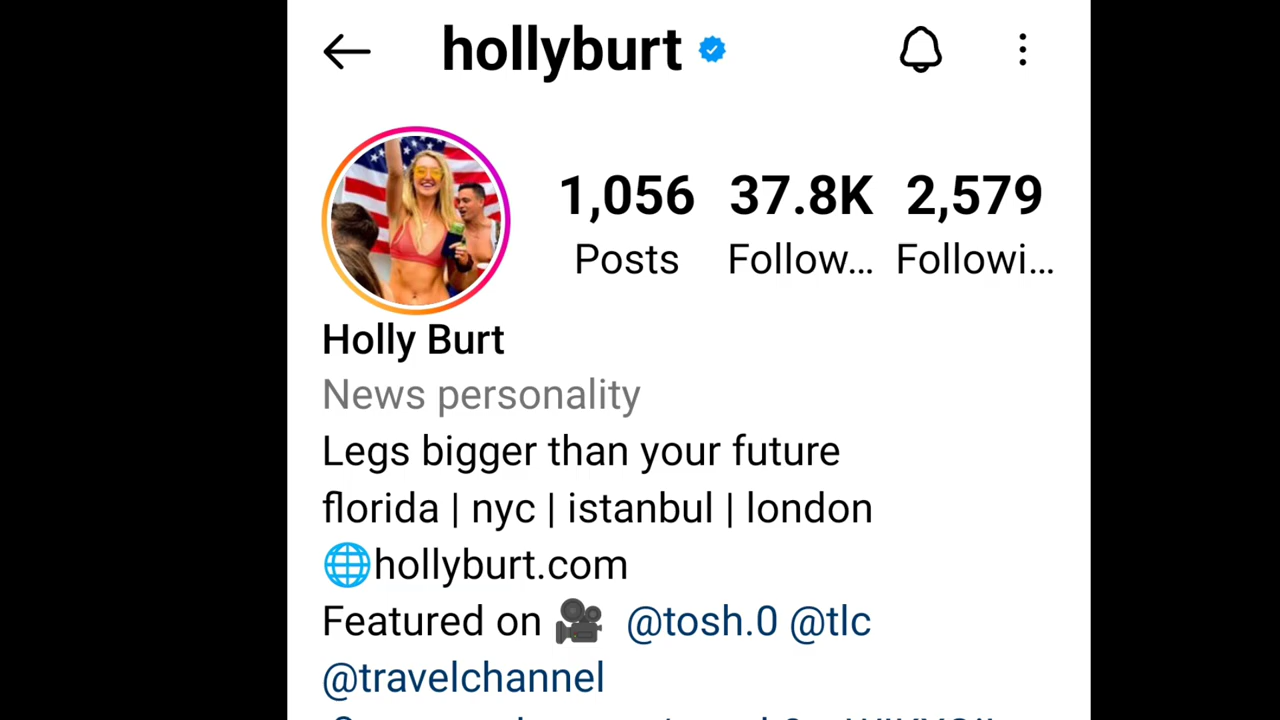 hollyburt
1,056 37.8K 2,579
Posts Follow... Followi...
Holly Burt
News personality
Legs bigger than your future
florida | nyc | istanbul | london
🌐hollyburt.com
Featured on 🎥 @tosh.0 @tlc
@travelchannel